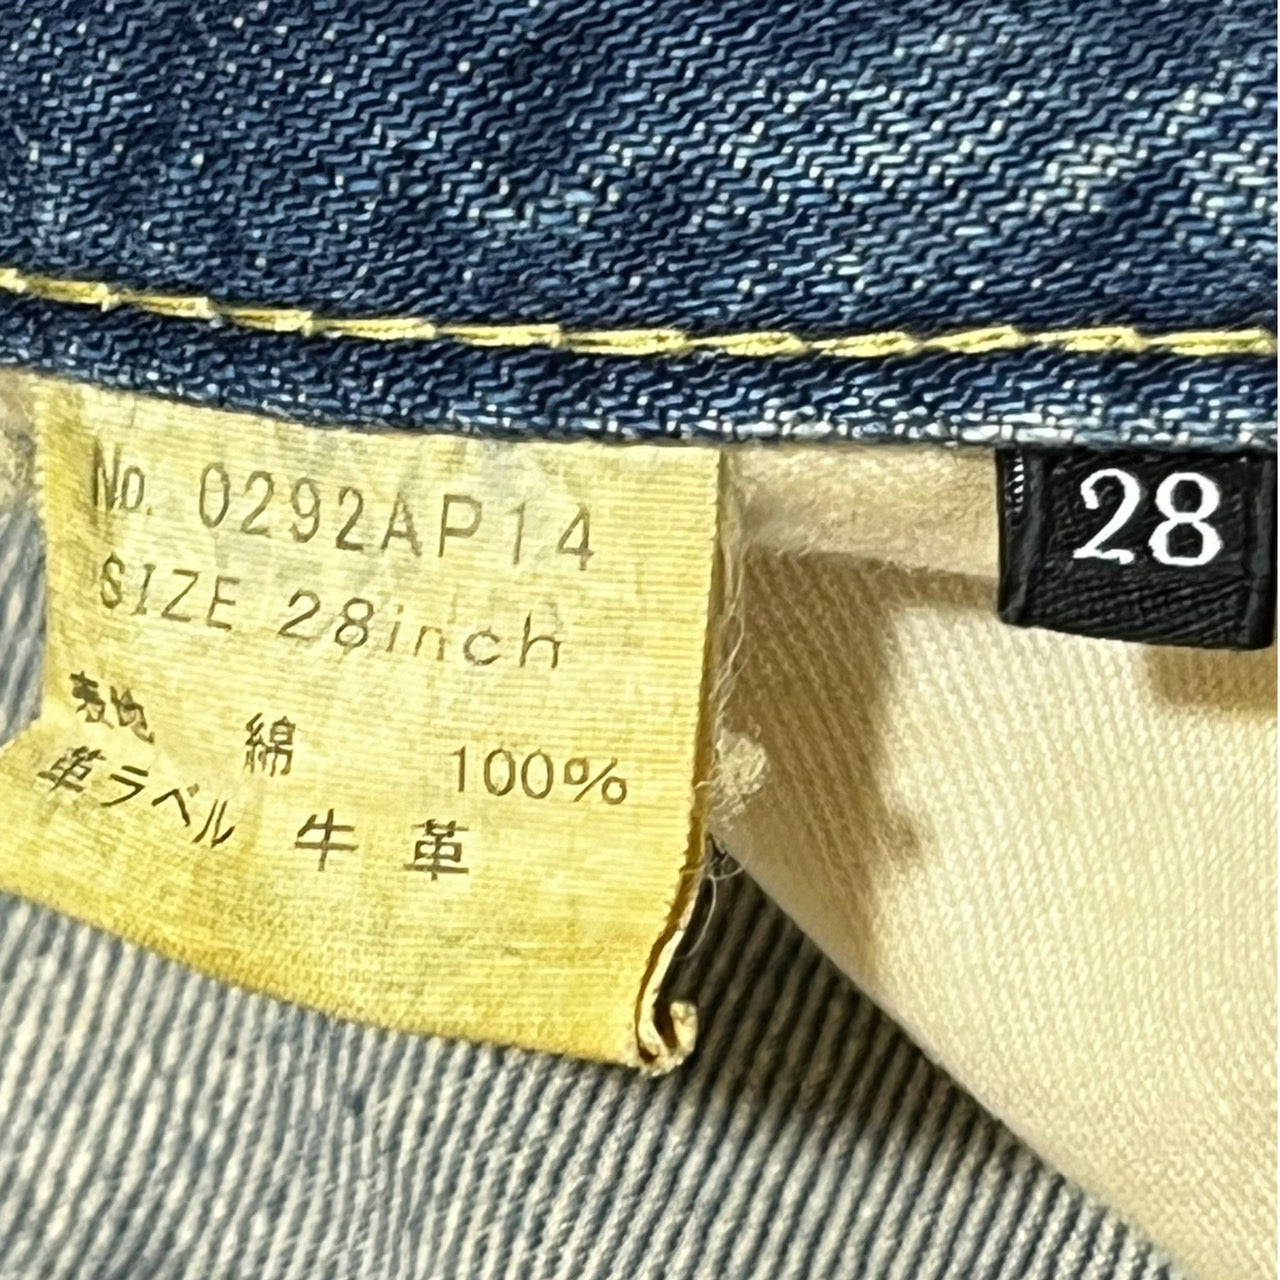 No. 0292AP14
SIZE 28inch
表地 綿 100%
革ラベル 牛 革
28